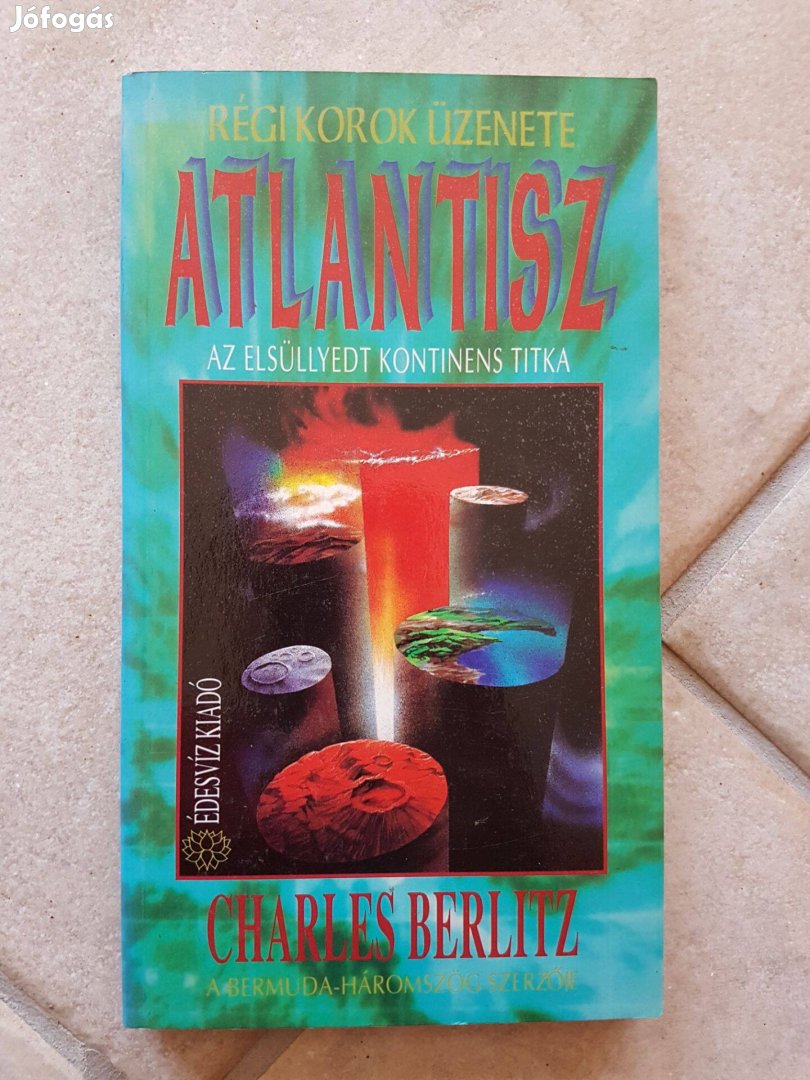 Jófogás
RÉGI KOROK ÜZENETE
ATLANTISZ
AZ ELSÜLLYEDT KONTINENS TITKA
ÉDESVÍZ KIADÓ
CHARLES BERLITZ
A BERMUDA-HÁROMSZÖG SZERZŐJE